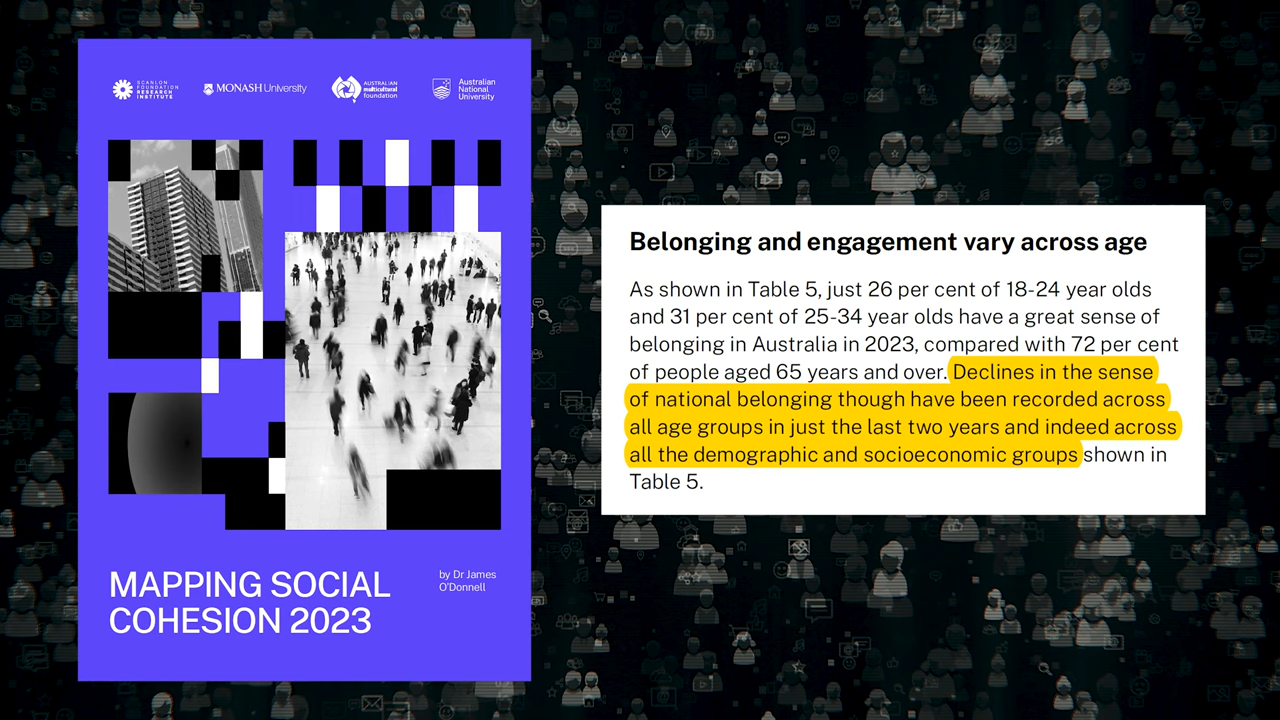 SCANLON
FOUNDATION
RESEARCH
INSTITUTE
MONASH University
AUSTRALIAN
multicultural
foundation
Australian
National
University
MAPPING SOCIAL
COHESION 2023
by Dr James
O'Donnell
Belonging and engagement vary across age
As shown in Table 5, just 26 per cent of 18-24 year olds
and 31 per cent of 25-34 year olds have a great sense of
belonging in Australia in 2023, compared with 72 per cent
of people aged 65 years and over. Declines in the sense
of national belonging though have been recorded across
all age groups in just the last two years and indeed across
all the demographic and socioeconomic groups shown in
Table 5.